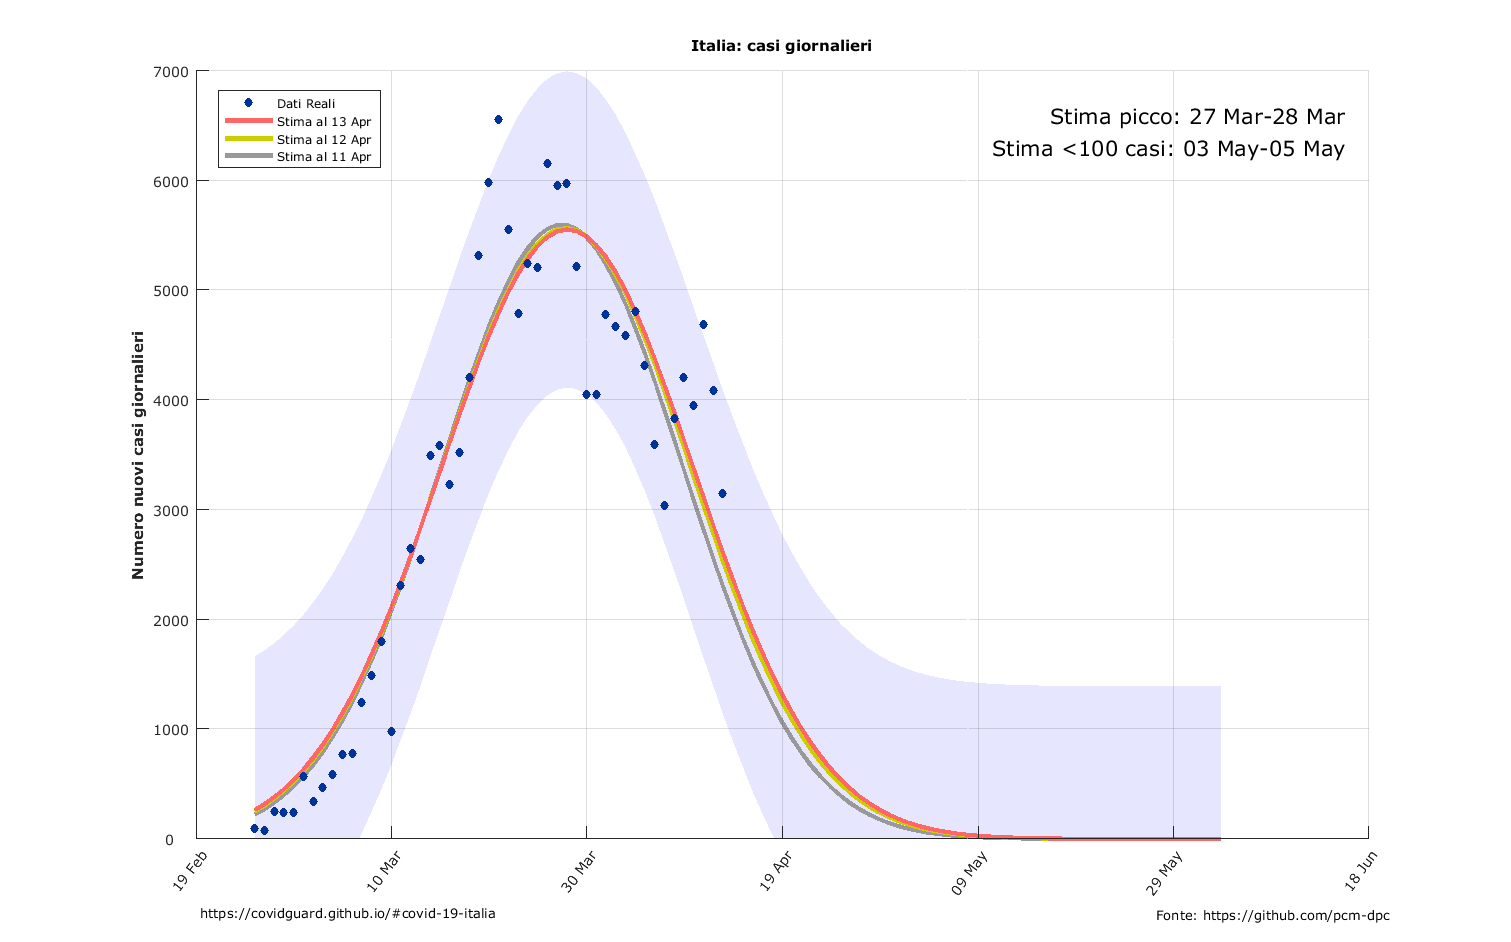 Italia: casi giornalieri
7000
6000
5000
4000
3000
2000
1000
0
Numero nuovi casi giornalieri
Dati Reali
Stima al 13 Apr
Stima al 12 Apr
Stima al 11 Apr
Stima picco: 27 Mar-28 Mar
Stima <100 casi: 03 May-05 May
19 Feb
10 Mar
30 Mar
19 Apr
09 May
29 May
18 Jun
https://covidguard.github.io/#covid-19-italia
Fonte: https://github.com/pcm-dpc